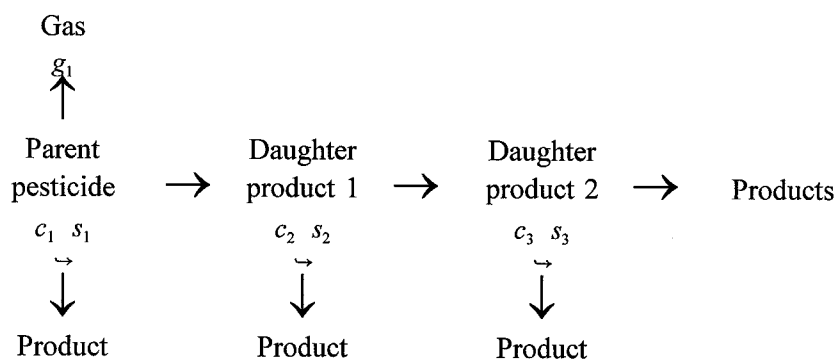 Gas
g₁
Parent pesticide
Daughter product 1
Daughter product 2
Products
c₁ s₁
c₂ s₂
c₃ s₃
Product
Product
Product